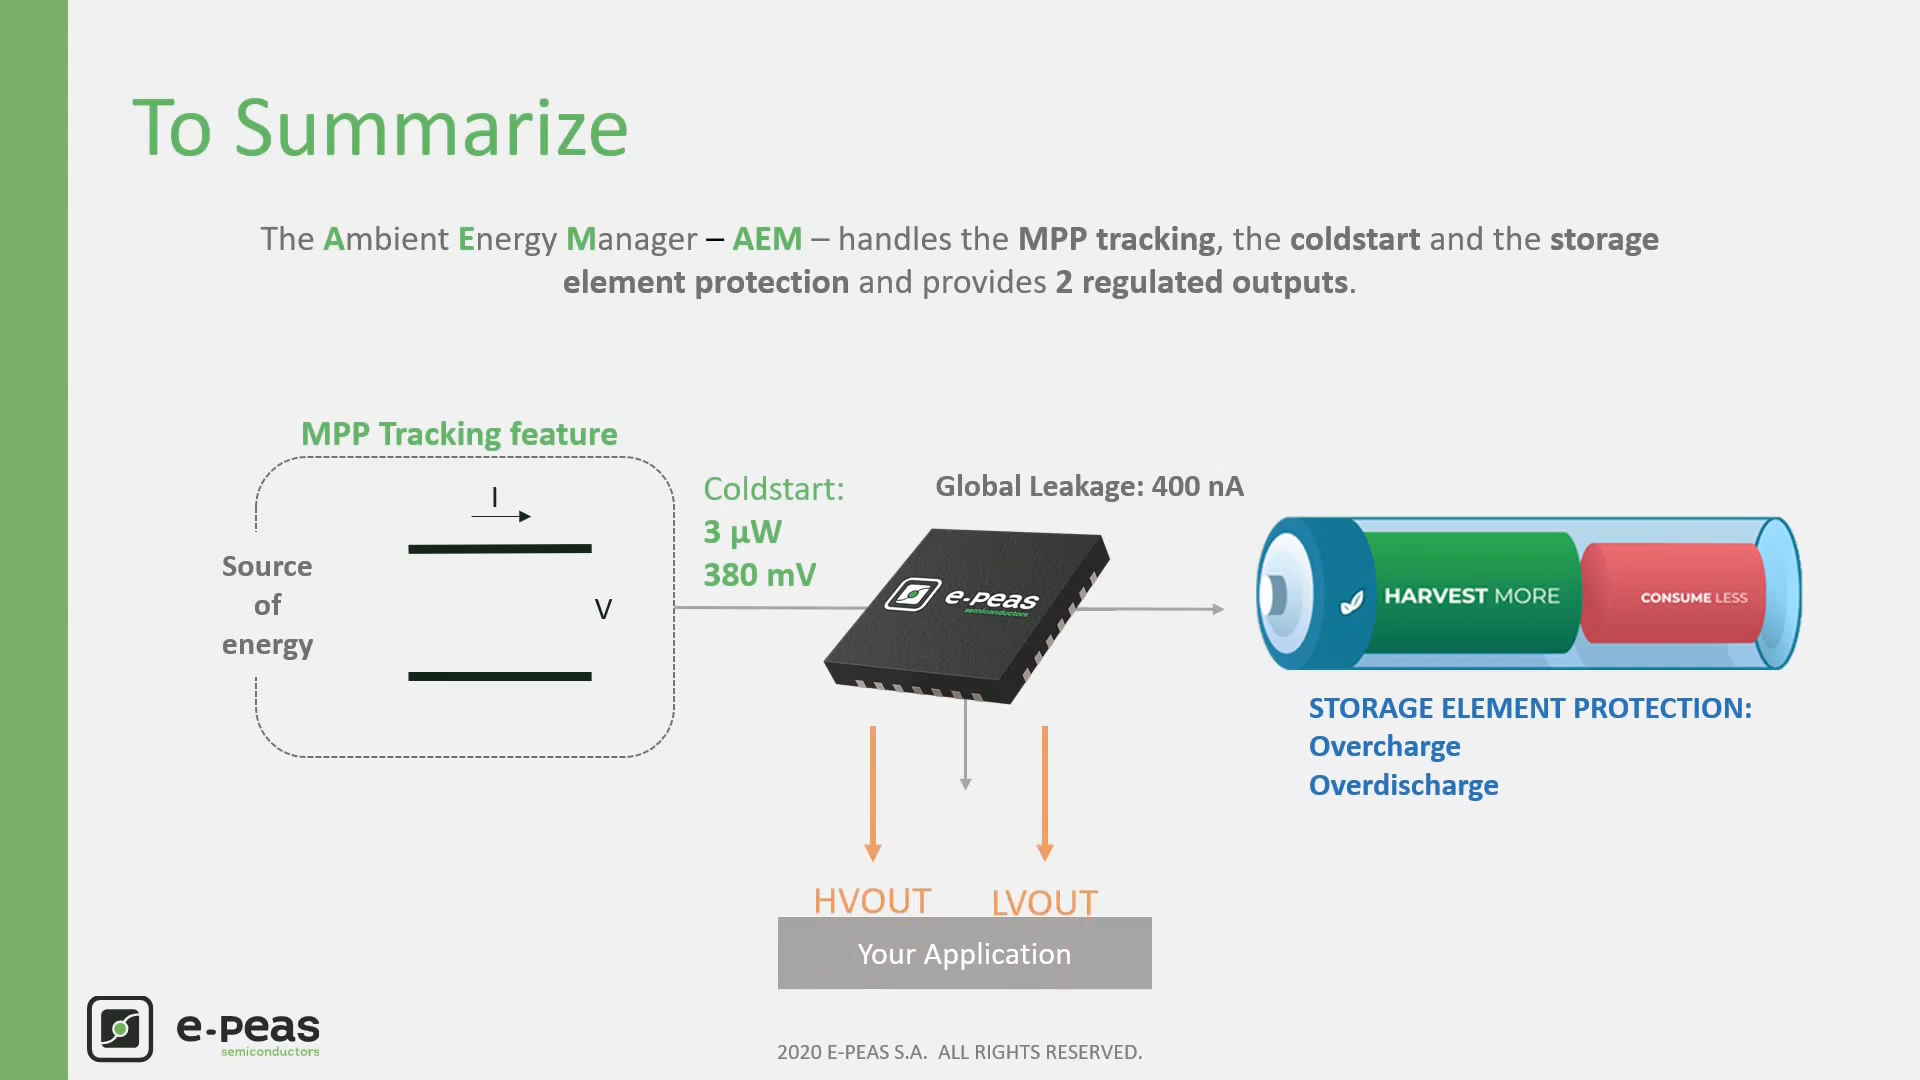 To Summarize
The Ambient Energy Manager – AEM – handles the MPP tracking, the coldstart and the storage
element protection and provides 2 regulated outputs.
MPP Tracking feature
I
Source
of
energy
V
Coldstart:
3 µW
380 mV
Global Leakage: 400 nA
e-peas
semiconductors
HARVEST MORE
CONSUME LESS
STORAGE ELEMENT PROTECTION:
Overcharge
Overdischarge
HVOUT
LVOUT
Your Application
e-peas
semiconductors
2020 E-PEAS S.A. ALL RIGHTS RESERVED.